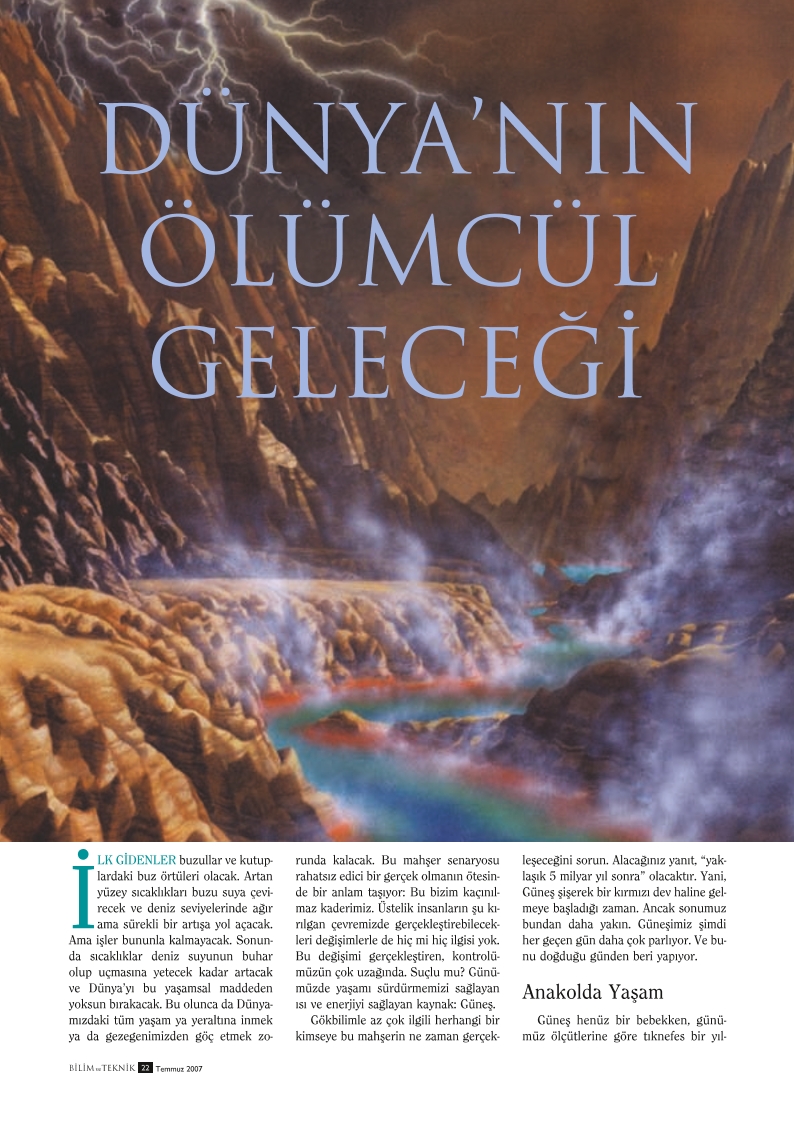 DÜNYA’NIN
ÖLÜMCÜL
GELECEĞİ
İLK GİDENLER buzullar ve kutup-
lardaki buz örtüleri olacak. Artan
yüzey sıcaklıkları buzu suya çevi-
recek ve deniz seviyelerinde ağır
ama sürekli bir artışa yol açacak.
Ama işler bununla kalmayacak. Sonun-
da sıcaklıklar deniz suyunun buhar
olup uçmasına yetecek kadar artacak
ve Dünya’yı bu yaşamsal maddeden
yoksun bırakacak. Bu olunca da Dünya-
mızdaki tüm yaşam ya yeraltına inmek
ya da gezegenimizden göç etmek zo-
runda kalacak. Bu mahşer senaryosu
rahatsız edici bir gerçek olmanın ötesin-
de bir anlam taşıyor: Bu bizim kaçınıl-
maz kaderimiz. Üstelik insanların şu kı-
rılgan çevremizde gerçekleştirebilecek-
leri değişimlerle de hiç mi hiç ilgisi yok.
Bu değişimi gerçekleştiren, kontrolü-
müzün çok uzağında. Suçlu mu? Günü-
müzde yaşamı sürdürmemizi sağlayan
ısı ve enerjiyi sağlayan kaynak: Güneş.
Gökbilimle az çok ilgili herhangi bir
kimseye bu mahşerin ne zaman gerçek-
leşeceğini sorun. Alacağınız yanıt, “yak-
laşık 5 milyar yıl sonra” olacaktır. Yani,
Güneş şişerek bir kırmızı dev haline gel-
meye başladığı zaman. Ancak sonumuz
bundan daha yakın. Güneşimiz şimdi
her geçen gün daha çok parlıyor. Ve bu-
nu doğduğu günden beri yapıyor.
Anakolda Yaşam
Güneş henüz bir bebekken, günü-
müz ölçütlerine göre tıknefes bir yıl-
BİLİM ve TEKNİK 22 Temmuz 2007